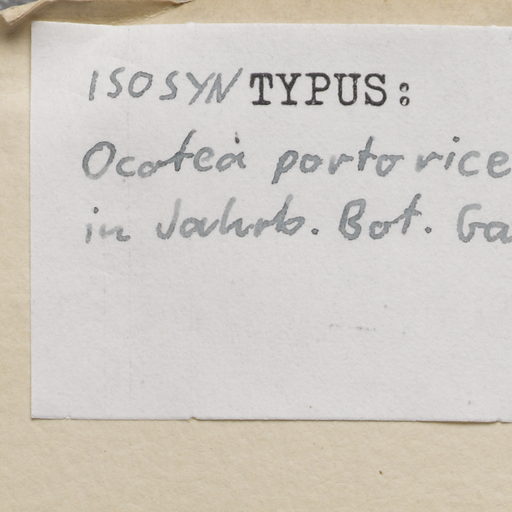 ISOSYNTYPUS:
Ocotea portorice
in Jahrb. Bot. Ga